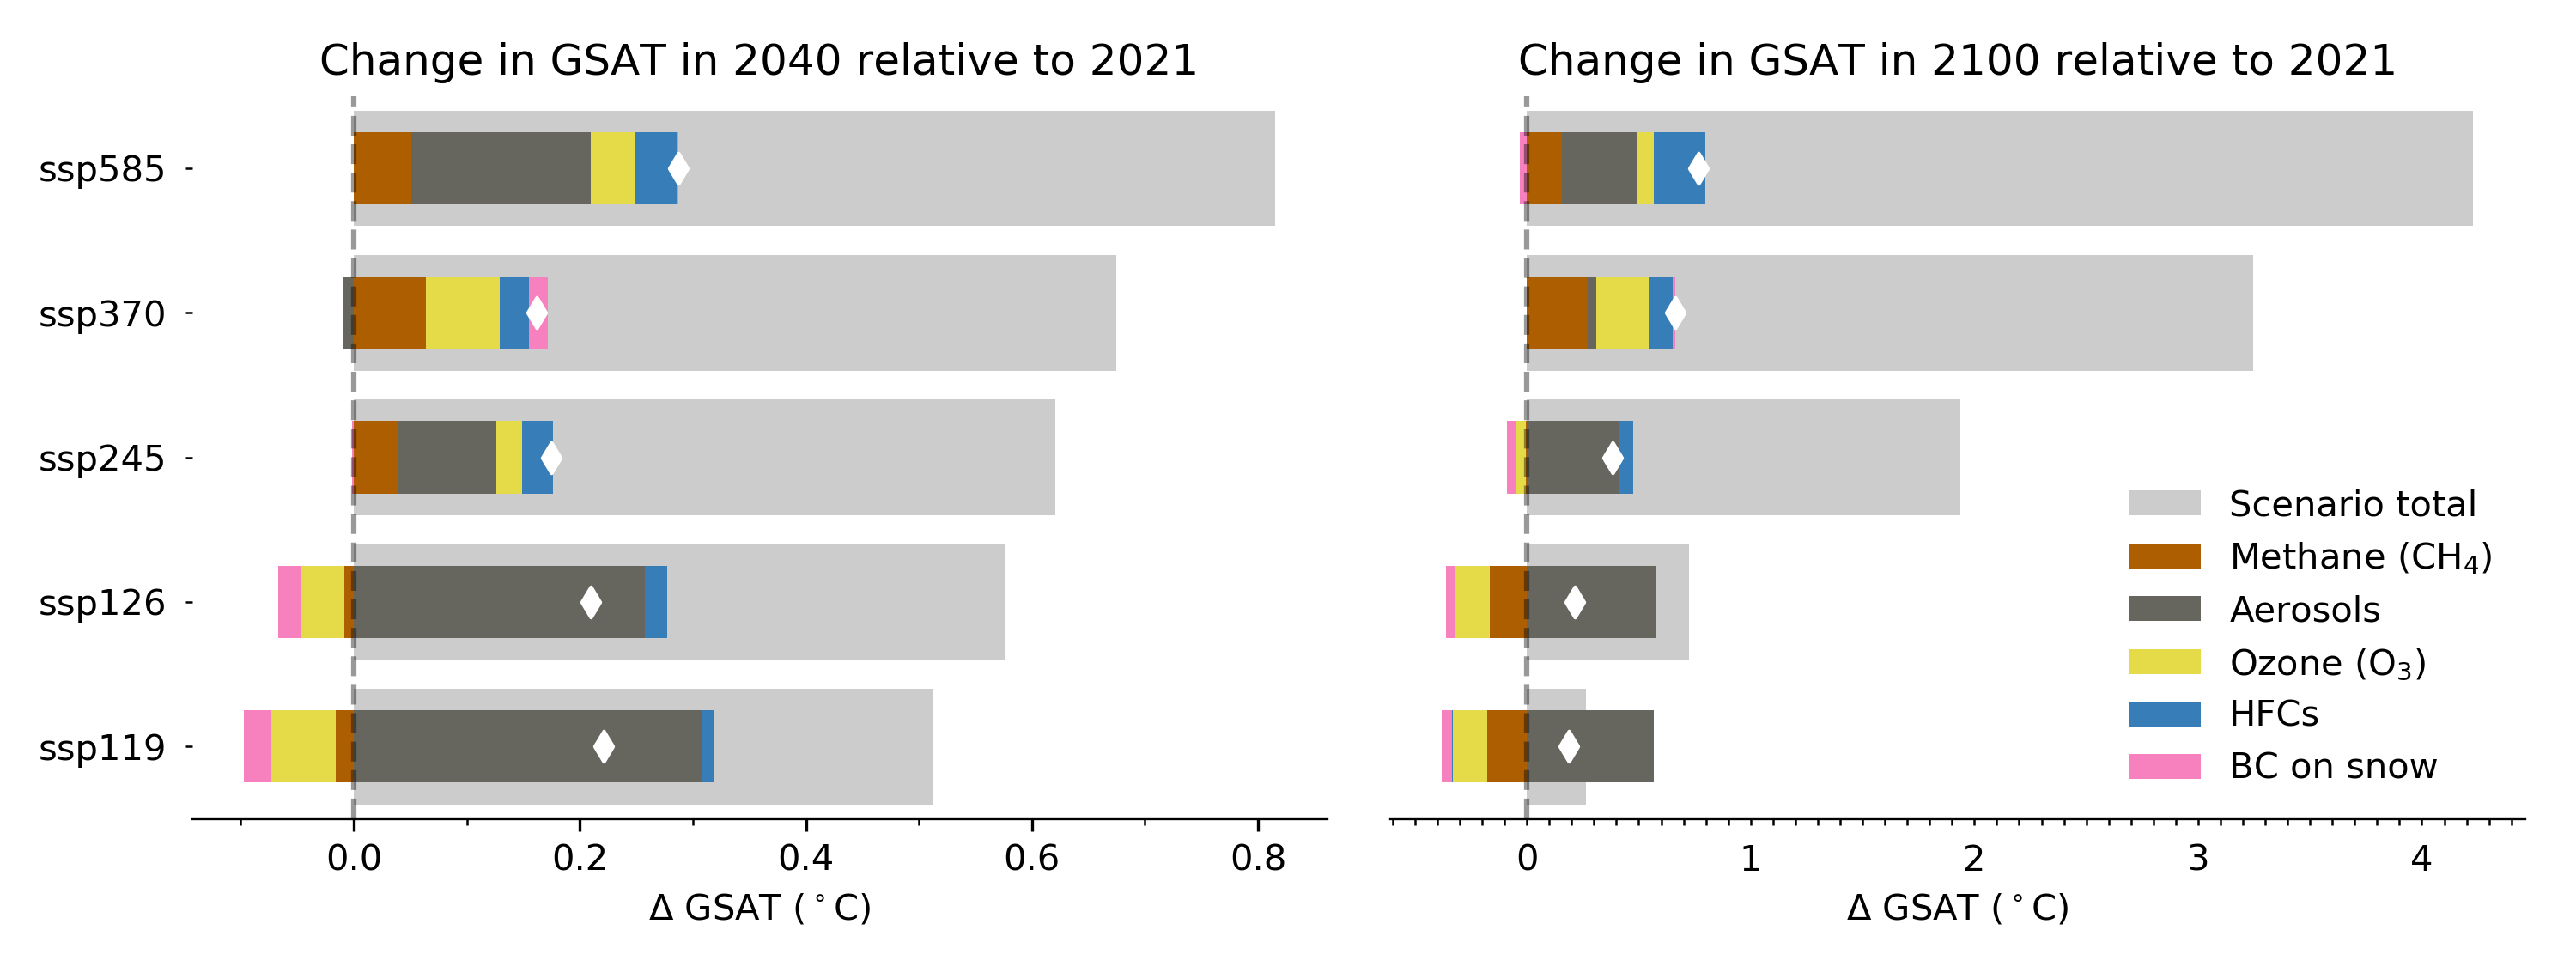 Change in GSAT in 2040 relative to 2021
ssp585
ssp370
ssp245
ssp126
ssp119
0.0 0.2 0.4 0.6 0.8
Δ GSAT (°C)
Change in GSAT in 2100 relative to 2021
Scenario total
Methane (CH₄)
Aerosols
Ozone (O₃)
HFCs
BC on snow
0 1 2 3 4
Δ GSAT (°C)